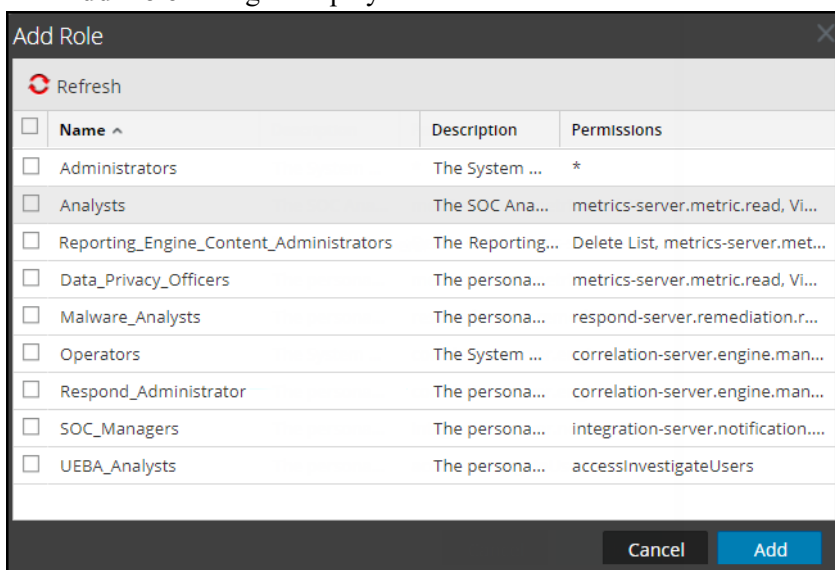 Add Role
Refresh
Name Description Permissions
Administrators The System ... *
Analysts The SOC Ana... metrics-server.metric.read, Vi...
Reporting_Engine_Content_Administrators The Reporting... Delete List, metrics-server.met...
Data_Privacy_Officers The persona... metrics-server.metric.read, Vi...
Malware_Analysts The persona... respond-server.remediation.r...
Operators The System ... correlation-server.engine.man...
Respond_Administrator The persona... correlation-server.engine.man...
SOC_Managers The persona... integration-server.notification....
UEBA_Analysts The persona... accessInvestigateUsers
Cancel Add